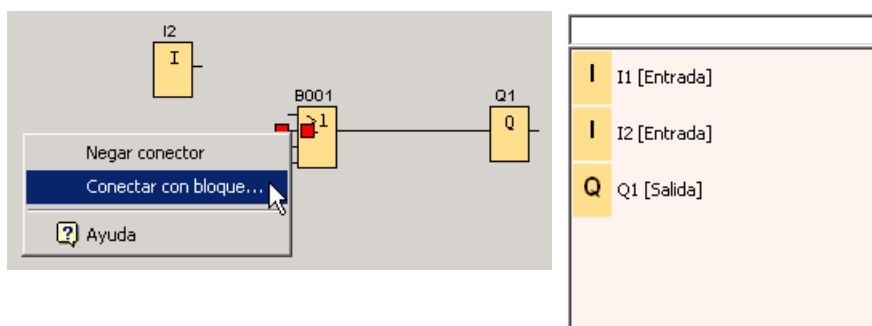 I2
I
B001
>1
Q1
Q
Negar conector
Conectar con bloque...
? Ayuda
I I1 [Entrada]
I I2 [Entrada]
Q Q1 [Salida]